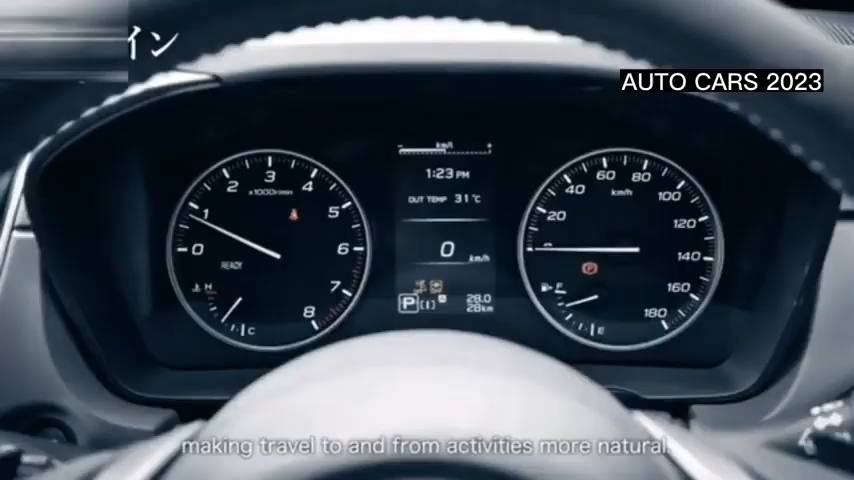 イン
AUTO CARS 2023
0
1
2
3
4
5
6
7
8
x1000r/min
READY
H
C
- km/h +
1:23 PM
OUT TEMP 31°C
0 km/h
P
28.0
28km
20
40
60
80
100
120
140
160
180
km/h
P
F
E
making travel to and from activities more natural.